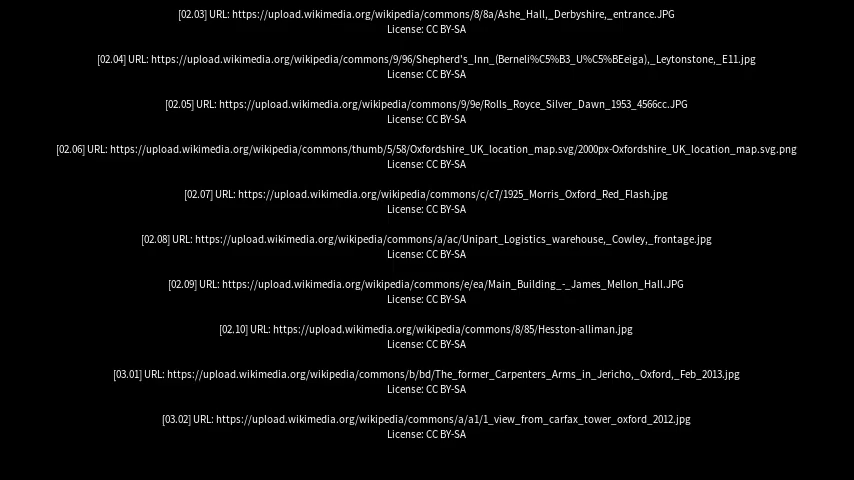 [02.03] URL: https://upload.wikimedia.org/wikipedia/commons/8/8a/Ashe_Hall,_Derbyshire,_entrance.JPG
License: CC BY-SA
[02.04] URL: https://upload.wikimedia.org/wikipedia/commons/9/96/Shepherd's_Inn_(Berneli%C5%B3_U%C5%BEeiga),_Leytonstone,_E11.jpg
License: CC BY-SA
[02.05] URL: https://upload.wikimedia.org/wikipedia/commons/9/9e/Rolls_Royce_Silver_Dawn_1953_4566cc.JPG
License: CC BY-SA
[02.06] URL: https://upload.wikimedia.org/wikipedia/commons/thumb/5/58/Oxfordshire_UK_location_map.svg/2000px-Oxfordshire_UK_location_map.svg.png
License: CC BY-SA
[02.07] URL: https://upload.wikimedia.org/wikipedia/commons/c/c7/1925_Morris_Oxford_Red_Flash.jpg
License: CC BY-SA
[02.08] URL: https://upload.wikimedia.org/wikipedia/commons/a/ac/Unipart_Logistics_warehouse,_Cowley,_frontage.jpg
License: CC BY-SA
[02.09] URL: https://upload.wikimedia.org/wikipedia/commons/e/ea/Main_Building_-_James_Mellon_Hall.JPG
License: CC BY-SA
[02.10] URL: https://upload.wikimedia.org/wikipedia/commons/8/85/Hesston-alliman.jpg
License: CC BY-SA
[03.01] URL: https://upload.wikimedia.org/wikipedia/commons/b/bd/The_former_Carpenters_Arms_in_Jericho,_Oxford,_Feb_2013.jpg
License: CC BY-SA
[03.02] URL: https://upload.wikimedia.org/wikipedia/commons/a/a1/1_view_from_carfax_tower_oxford_2012.jpg
License: CC BY-SA